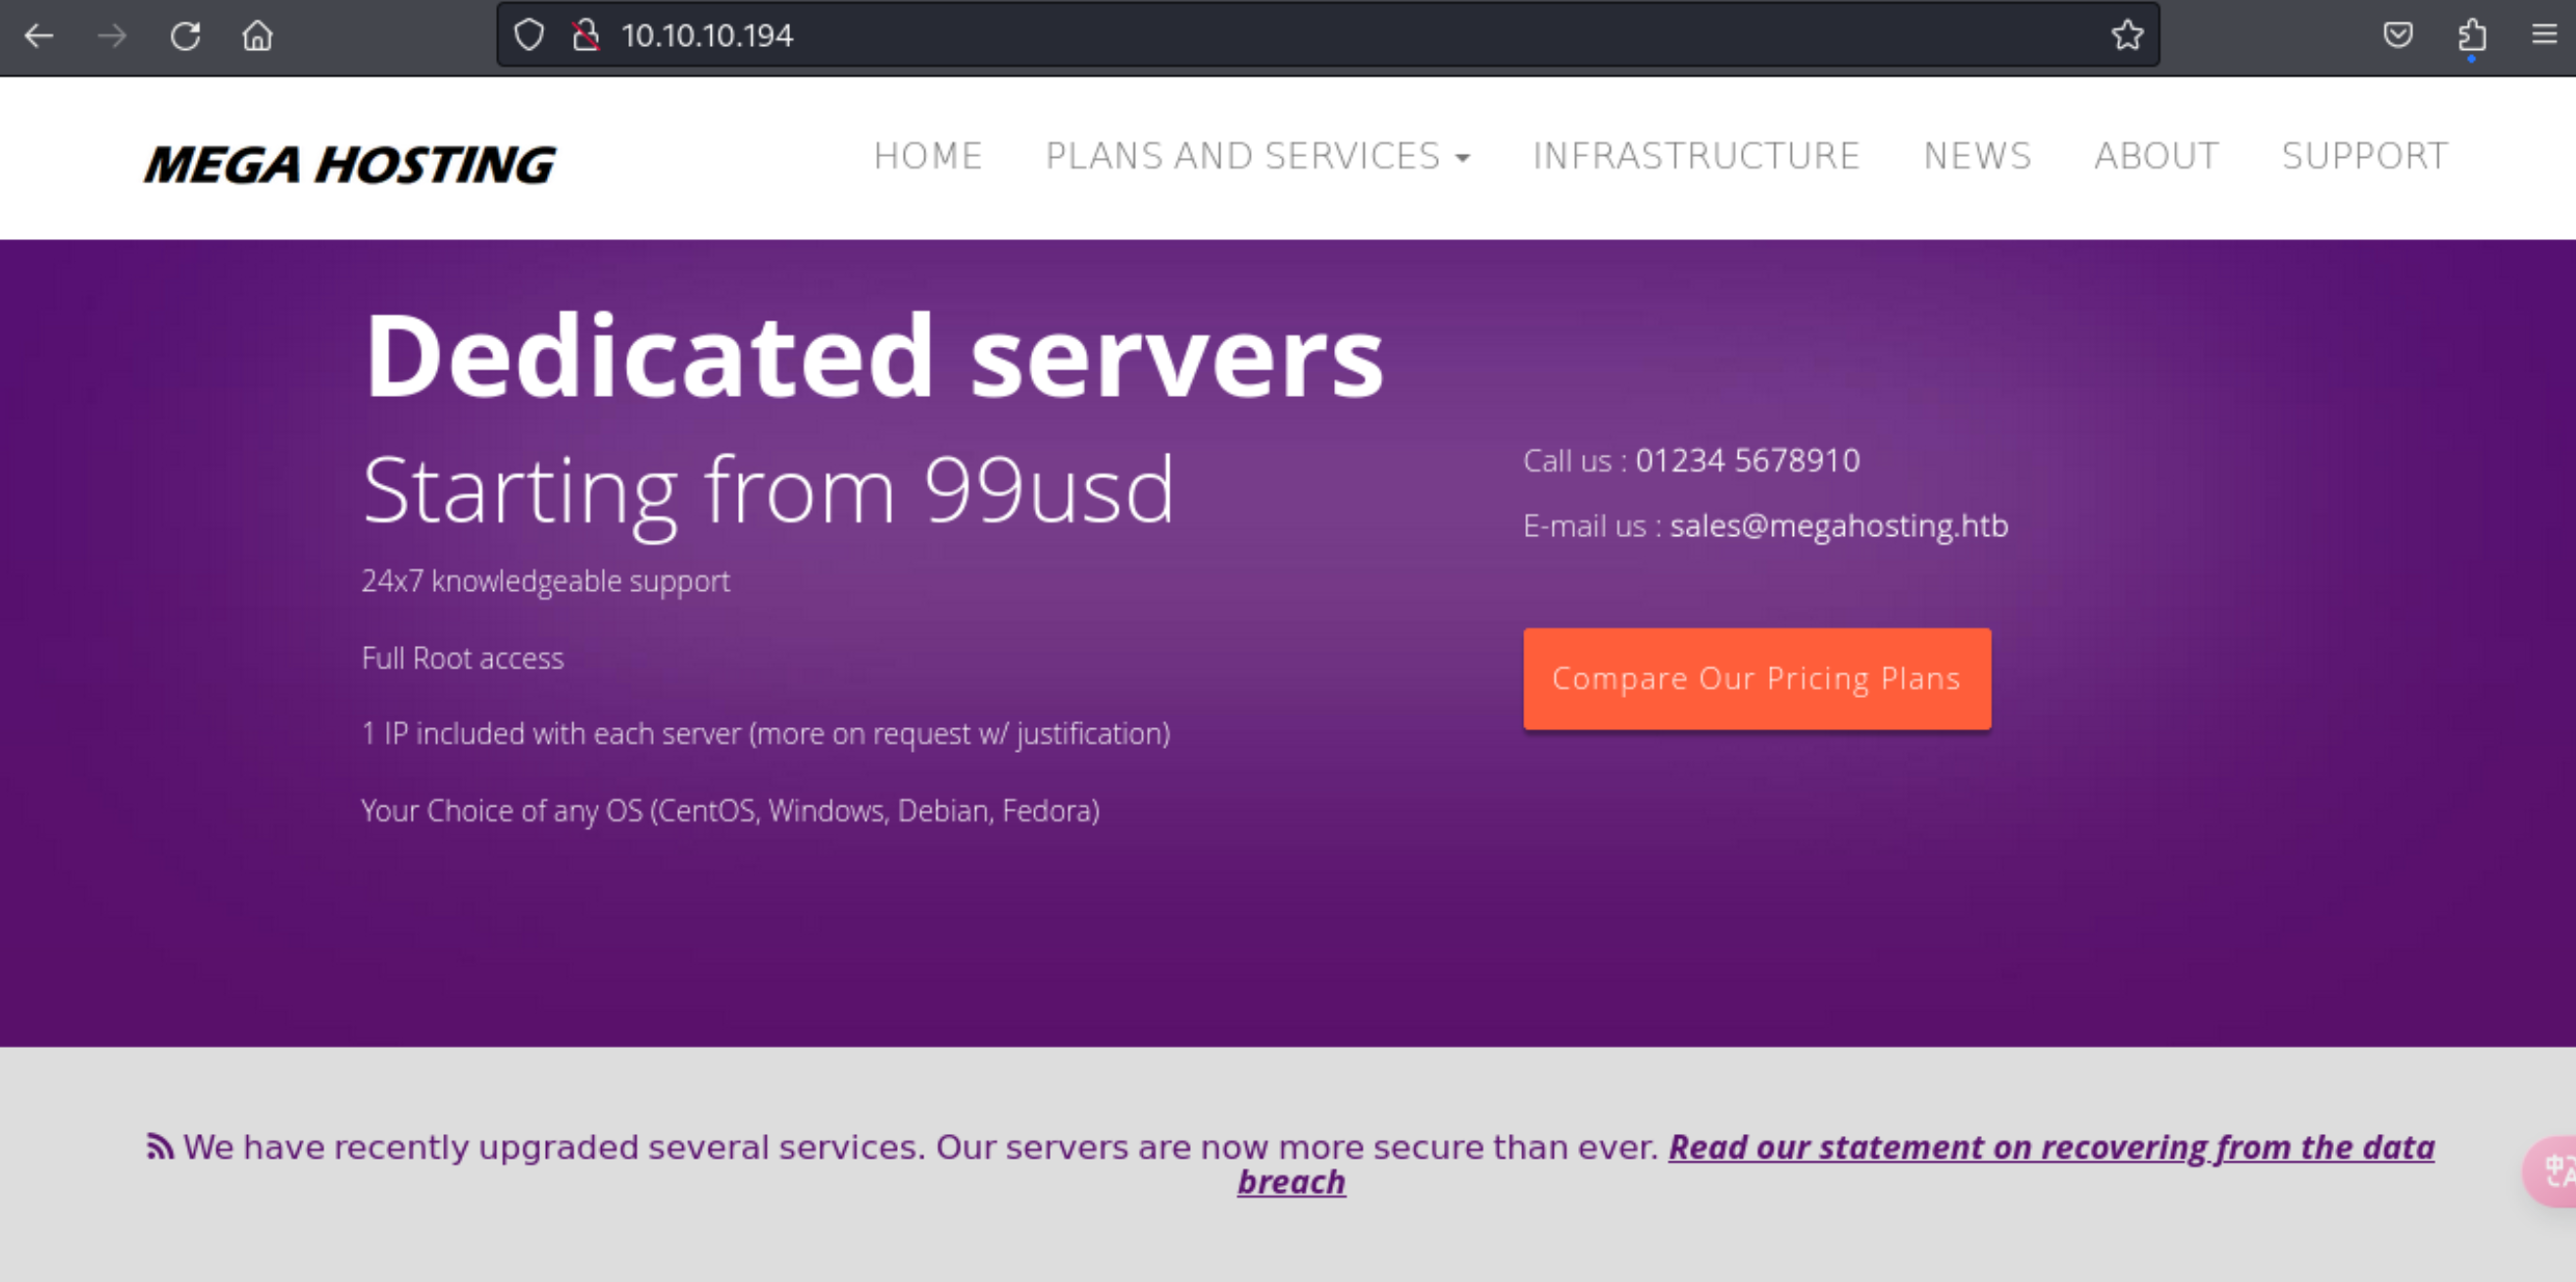 10.10.10.194
MEGA HOSTING
HOME PLANS AND SERVICES INFRASTRUCTURE NEWS ABOUT SUPPORT
Dedicated servers
Starting from 99usd
24x7 knowledgeable support
Full Root access
1 IP included with each server (more on request w/ justification)
Your Choice of any OS (CentOS, Windows, Debian, Fedora)
Call us : 01234 5678910
E-mail us : sales@megahosting.htb
Compare Our Pricing Plans
We have recently upgraded several services. Our servers are now more secure than ever. Read our statement on recovering from the data
breach